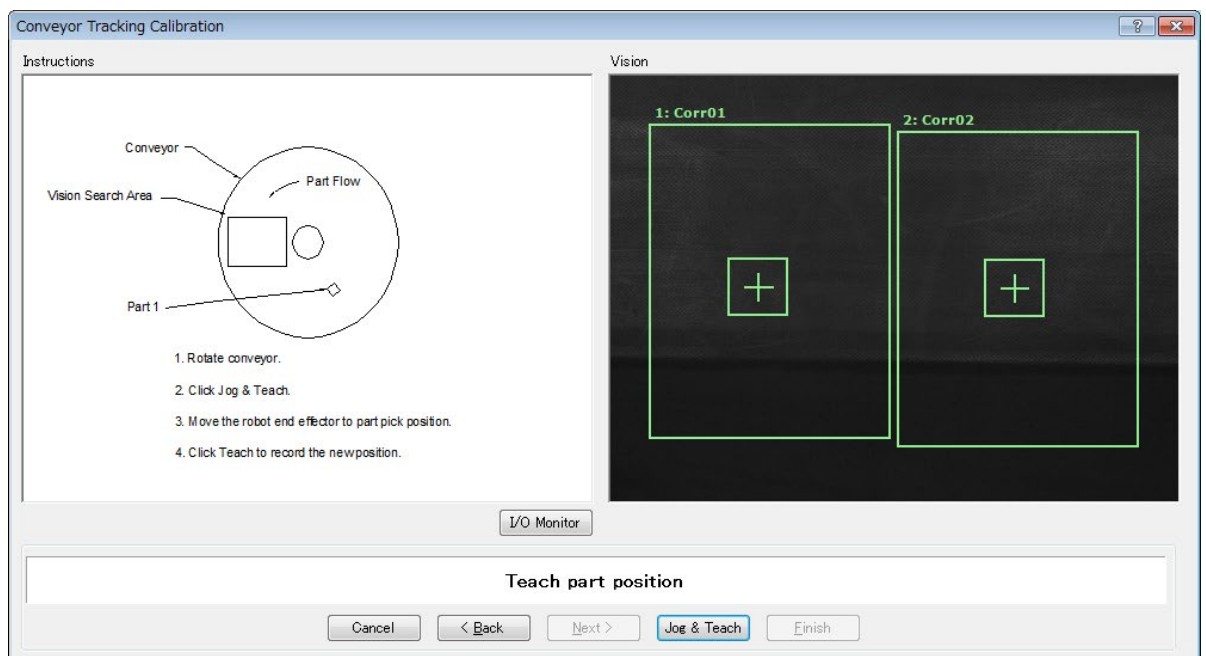 Conveyor Tracking Calibration
Instructions
Vision
Conveyor
Part Flow
Vision Search Area
Part 1
1. Rotate conveyor.
2. Click Jog & Teach.
3. Move the robot end effector to part pick position.
4. Click Teach to record the newposition.
1: Corr01
2: Corr02
I/O Monitor
Teach part position
Cancel
< Back
Next >
Jog & Teach
Finish